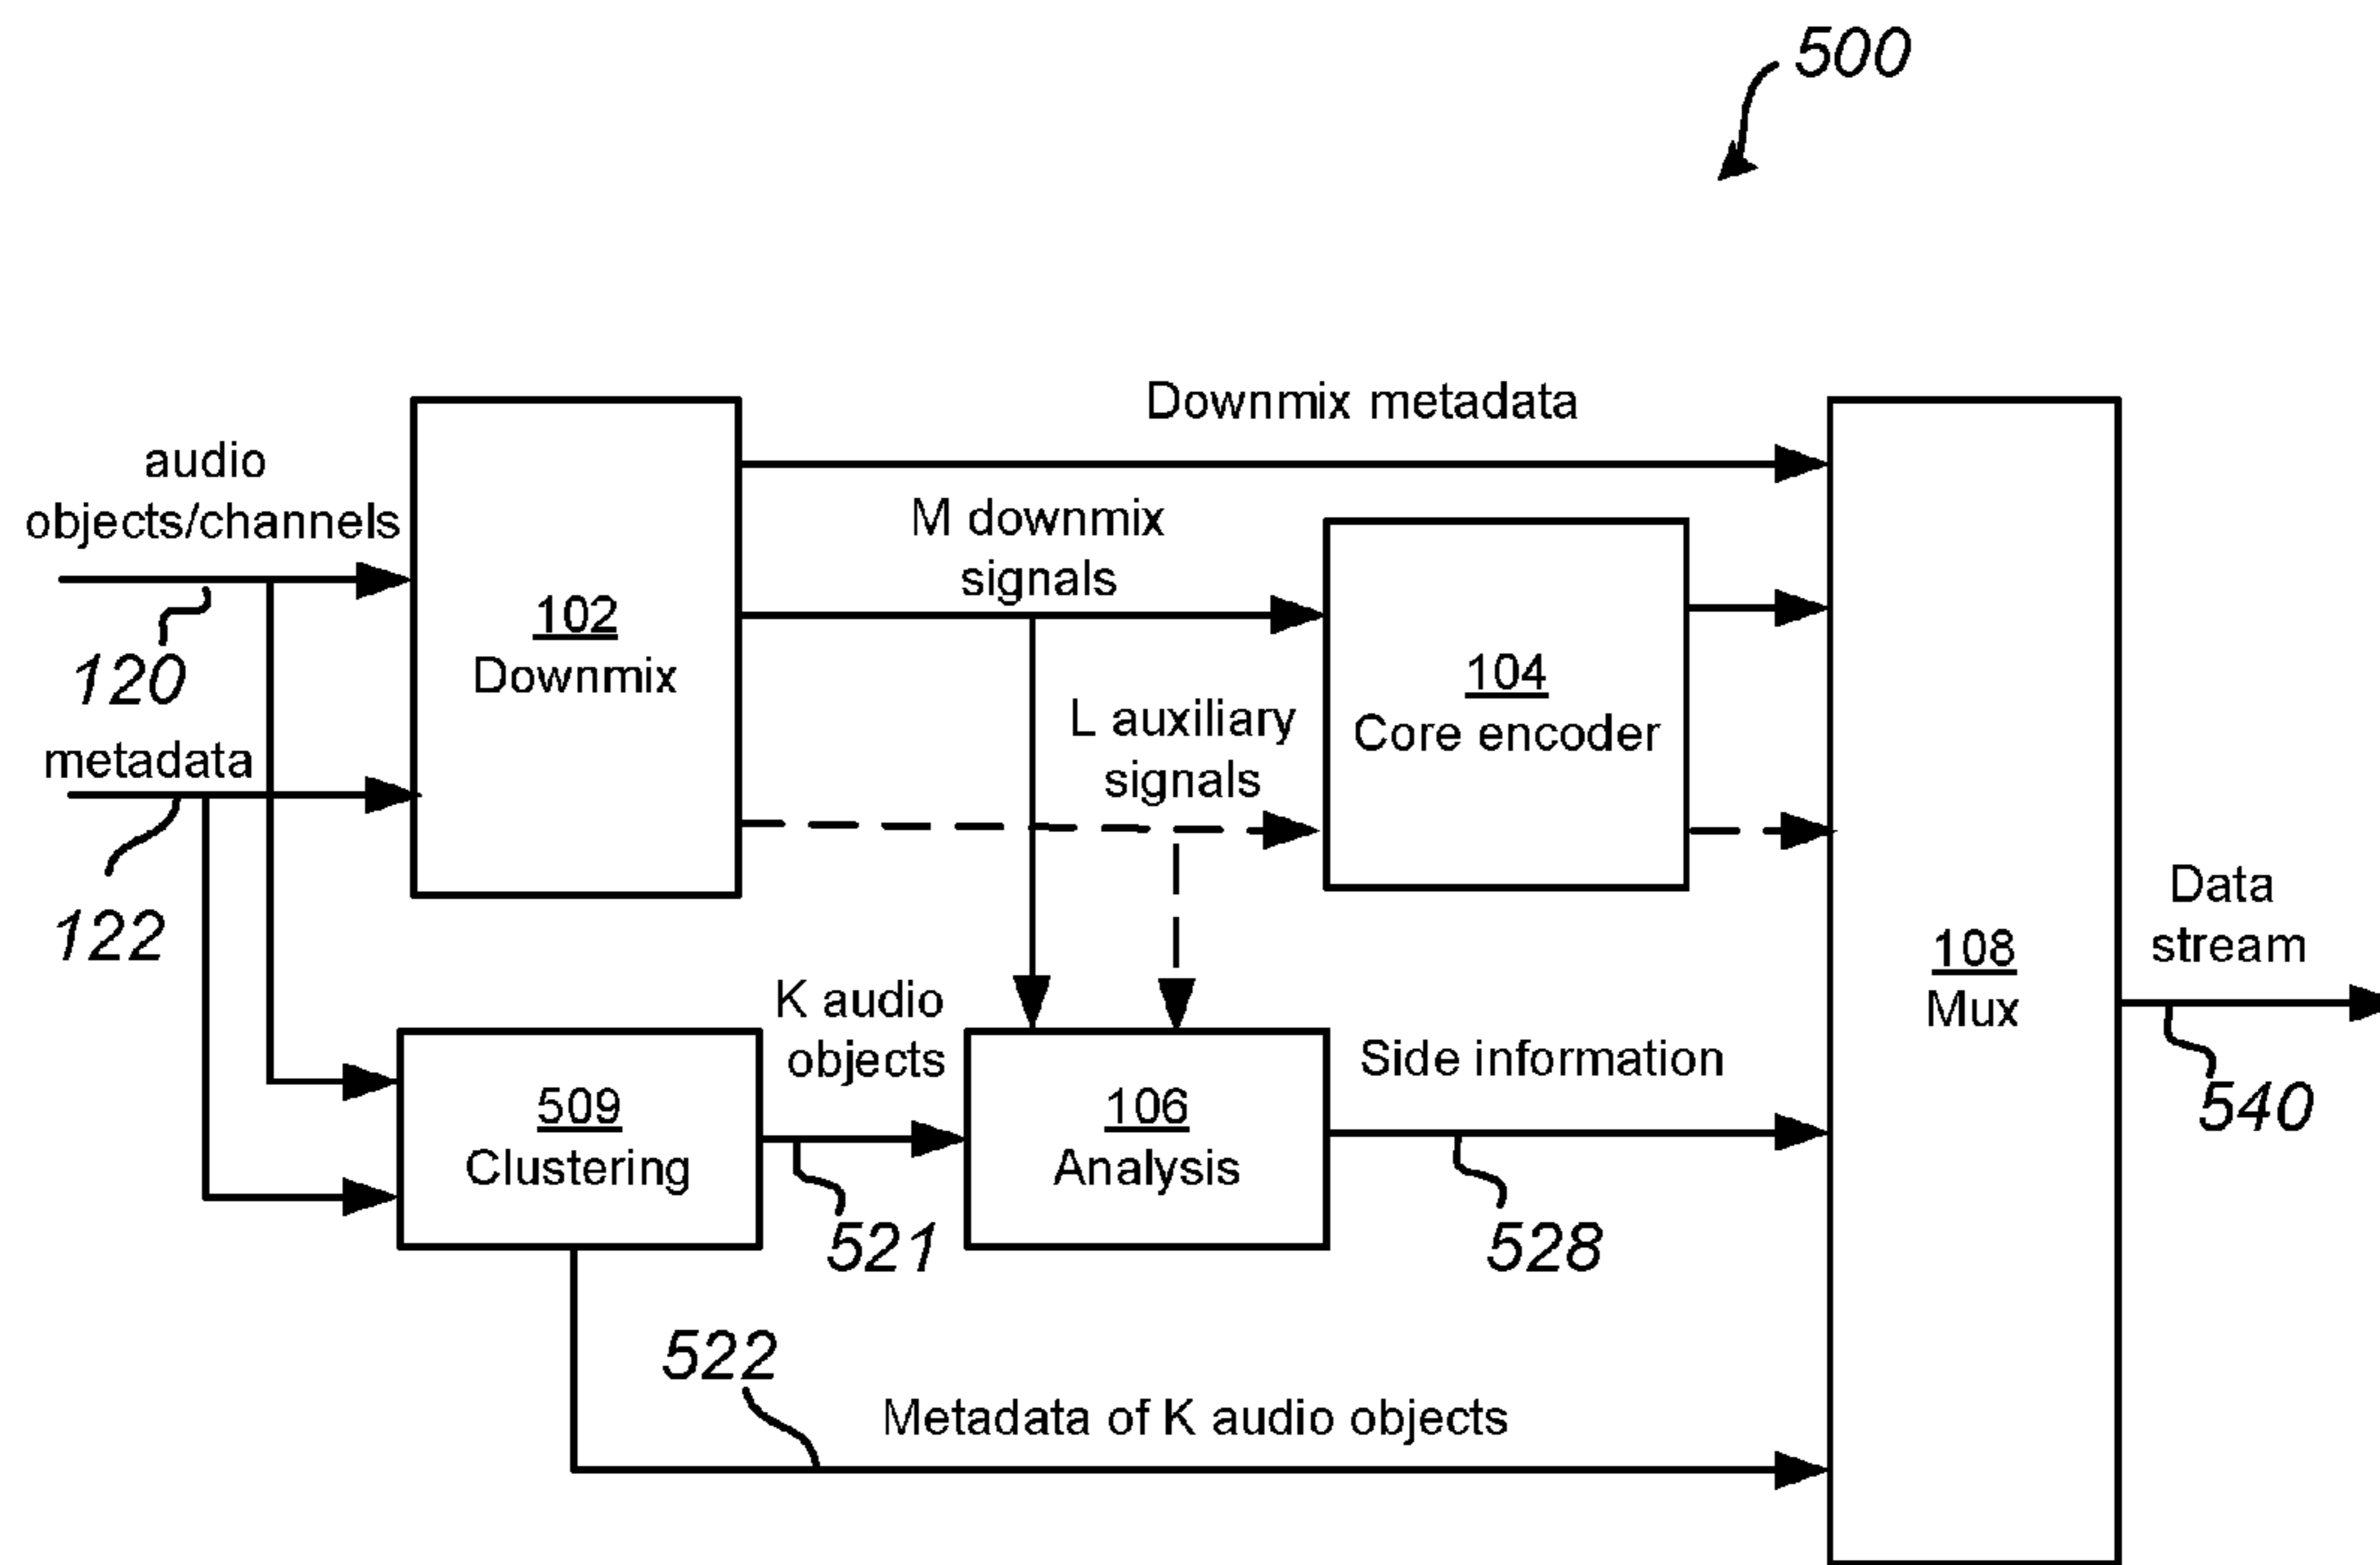 500
Downmix metadata
audio
objects/channels
M downmix
signals
102
Downmix
120
104
Core encoder
L auxiliary
signals
metadata
122
Data
stream
108
Mux
K audio
objects
509
Clustering
106
Analysis
Side information
540
521
528
522
Metadata of K audio objects